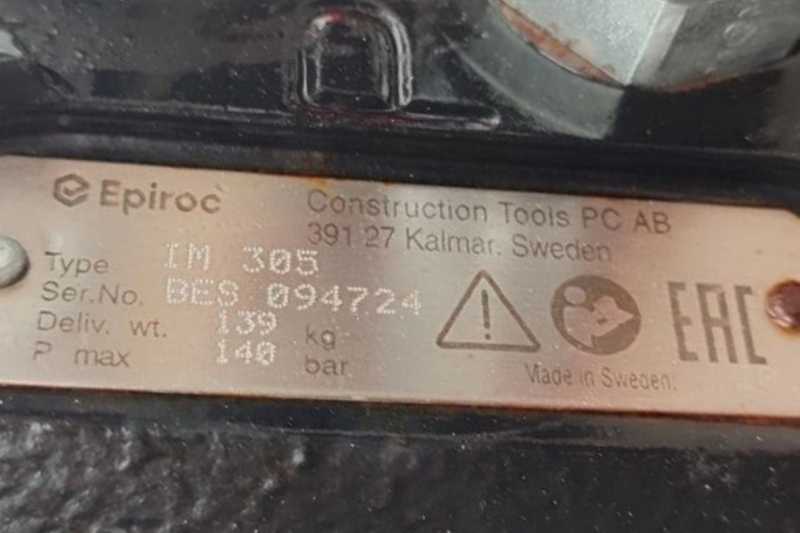 Epiroc Construction Tools PC AB
391 27 Kalmar. Sweden
Type IM 305
Ser.No. BES 094724
Deliv. wt. 139 kg
P max 140 bar
EAC
Made in Sweden.